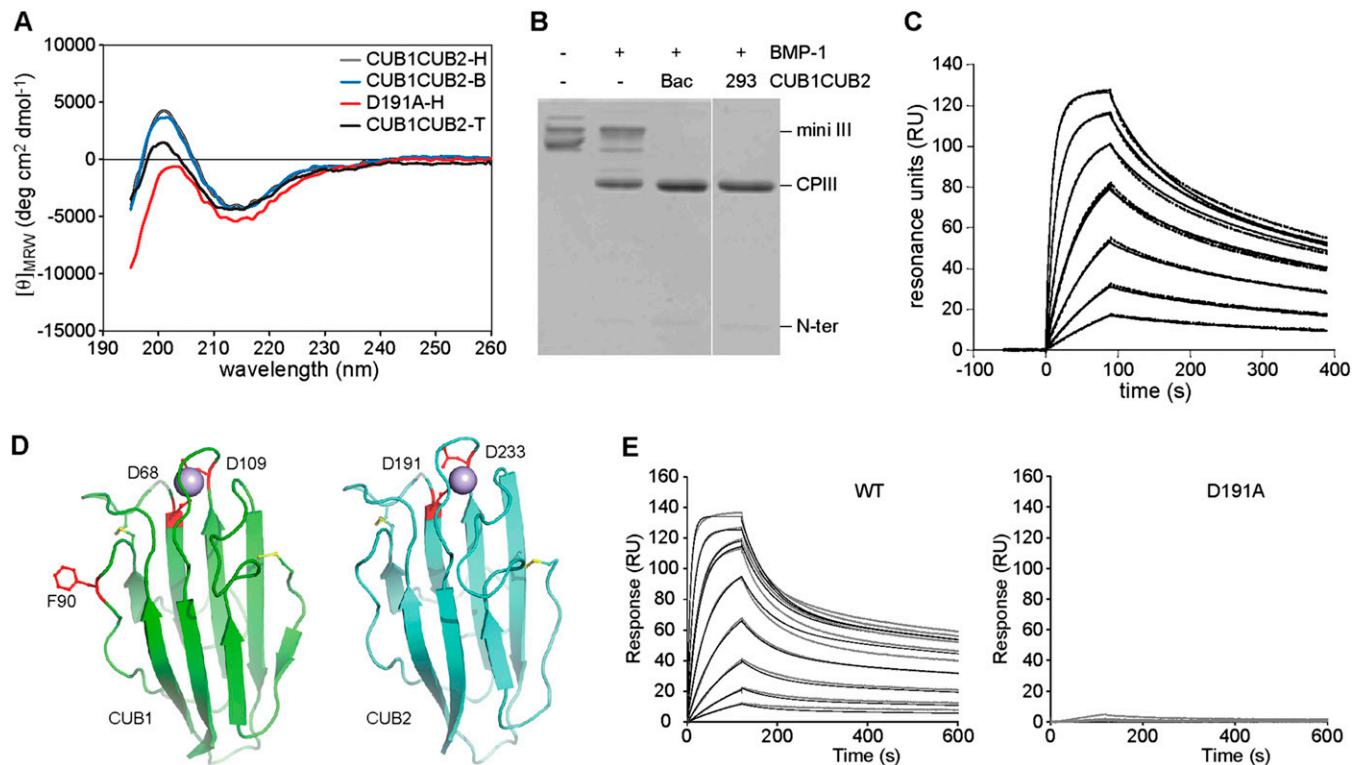 A
10000
5000
0
-5000
-10000
-15000
190 200 210 220 230 240 250 260
wavelength (nm)
[θ]MRW (deg cm2 dmol-1)
CUB1CUB2-H
CUB1CUB2-B
D191A-H
CUB1CUB2-T
B
- + + + BMP-1
- - Bac 293 CUB1CUB2
mini III
CPIII
N-ter
C
140
120
100
80
60
40
20
0
-100 0 100 200 300 400
time (s)
resonance units (RU)
D
D68 D109
F90
CUB1
D191 D233
CUB2
E
WT
160
140
120
100
80
60
40
20
0
200 400 600
Time (s)
Response (RU)
D191A
160
140
120
100
80
60
40
20
0
200 400 600
Time (s)
Response (RU)